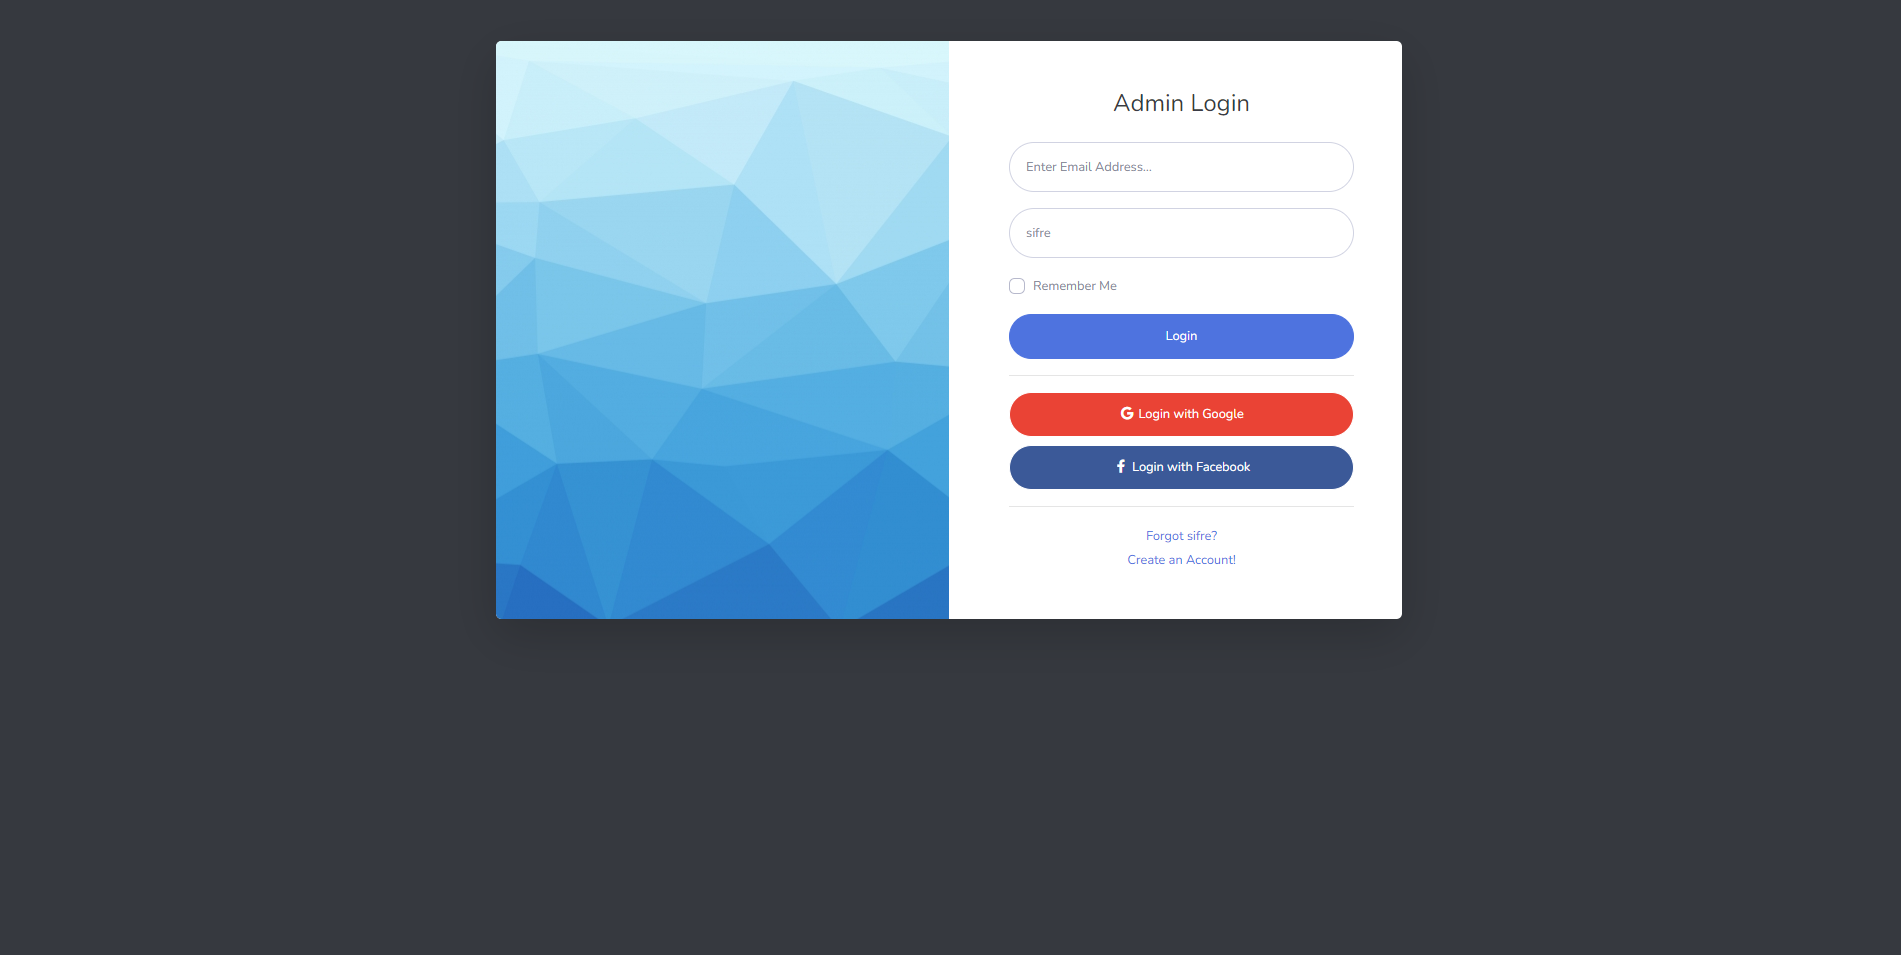 Admin Login
Enter Email Address...
sifre
Remember Me
Login
Login with Google
Login with Facebook
Forgot sifre?
Create an Account!